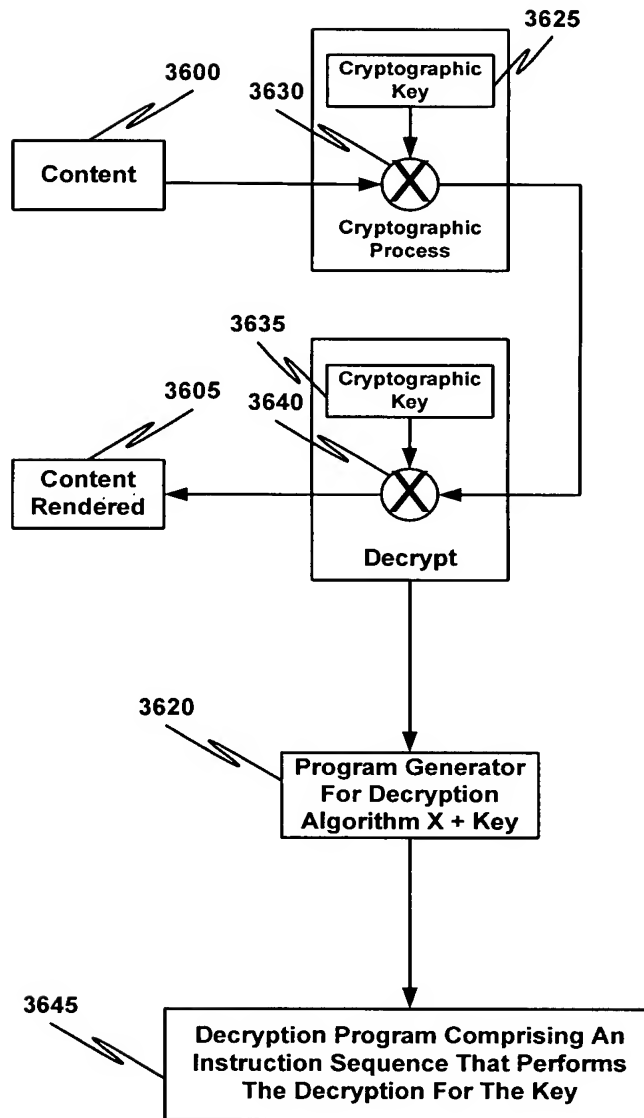 3625
3600
Cryptographic
Key
3630
Content
X
Cryptographic
Process
3635
Cryptographic
Key
3605
3640
Content
Rendered
X
Decrypt
3620
Program Generator
For Decryption
Algorithm X + Key
3645
Decryption Program Comprising An
Instruction Sequence That Performs
The Decryption For The Key